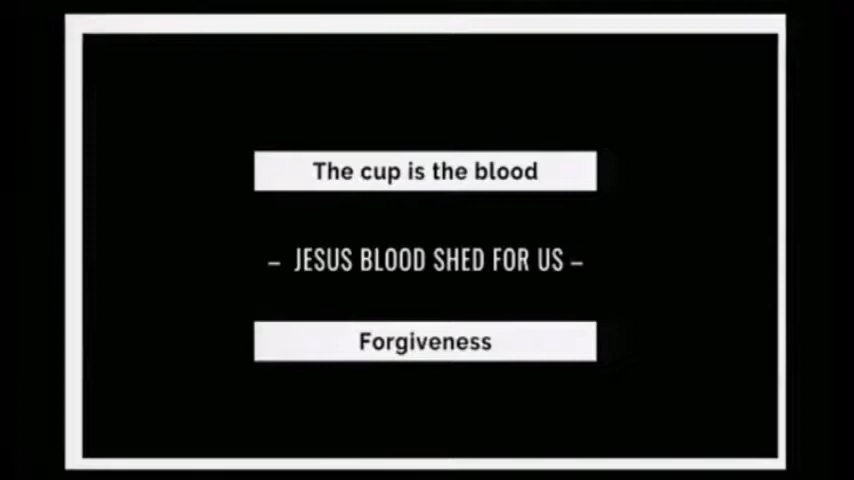 The cup is the blood
– JESUS BLOOD SHED FOR US –
Forgiveness